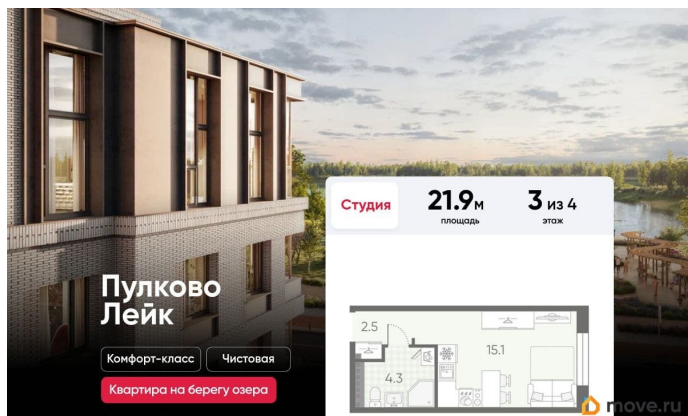 Студия
21.9м
площадь
3 из 4
этаж
Пулково
Лейк
Комфорт-класс
Чистовая
Квартира на берегу озера
2.5
4.3
15.1
move.ru